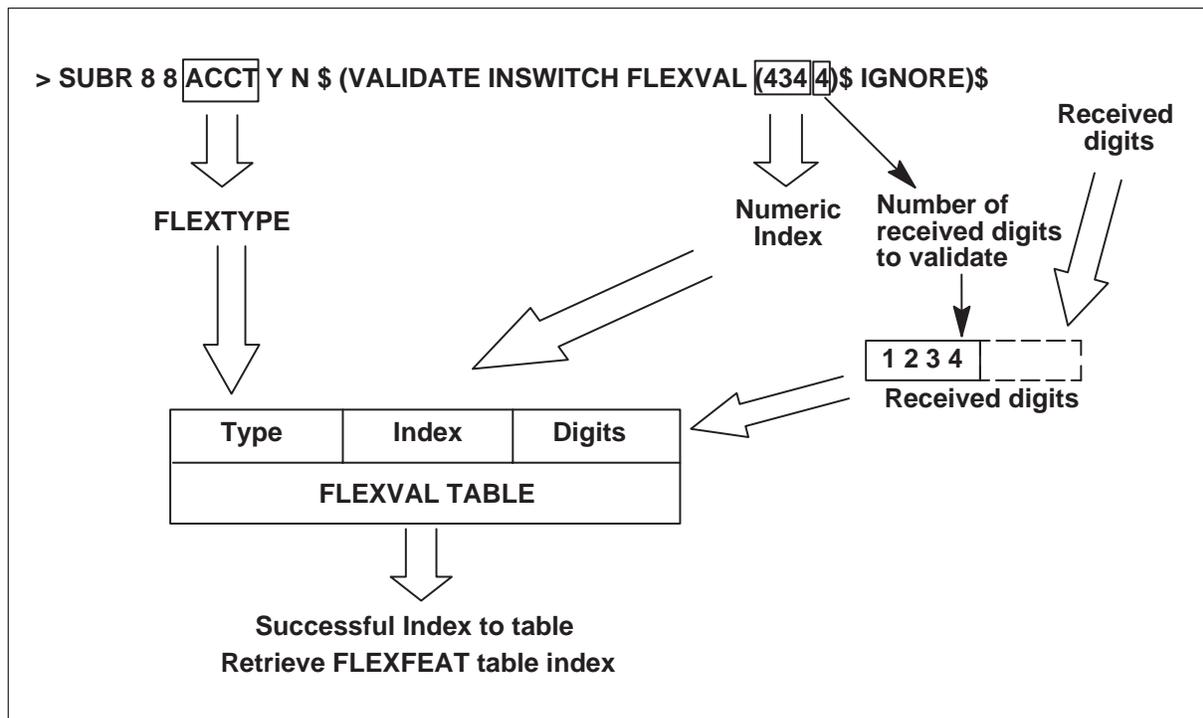 > SUBR 8 8 ACCT Y N $ (VALIDATE INSWITCH FLEXVAL (434 4)$ IGNORE)$
Received
digits
FLEXTYPE
Numeric
Index
Number of
received digits
to validate
1 2 3 4
Received digits
Type Index Digits
FLEXVAL TABLE
Successful Index to table
Retrieve FLEXFEAT table index